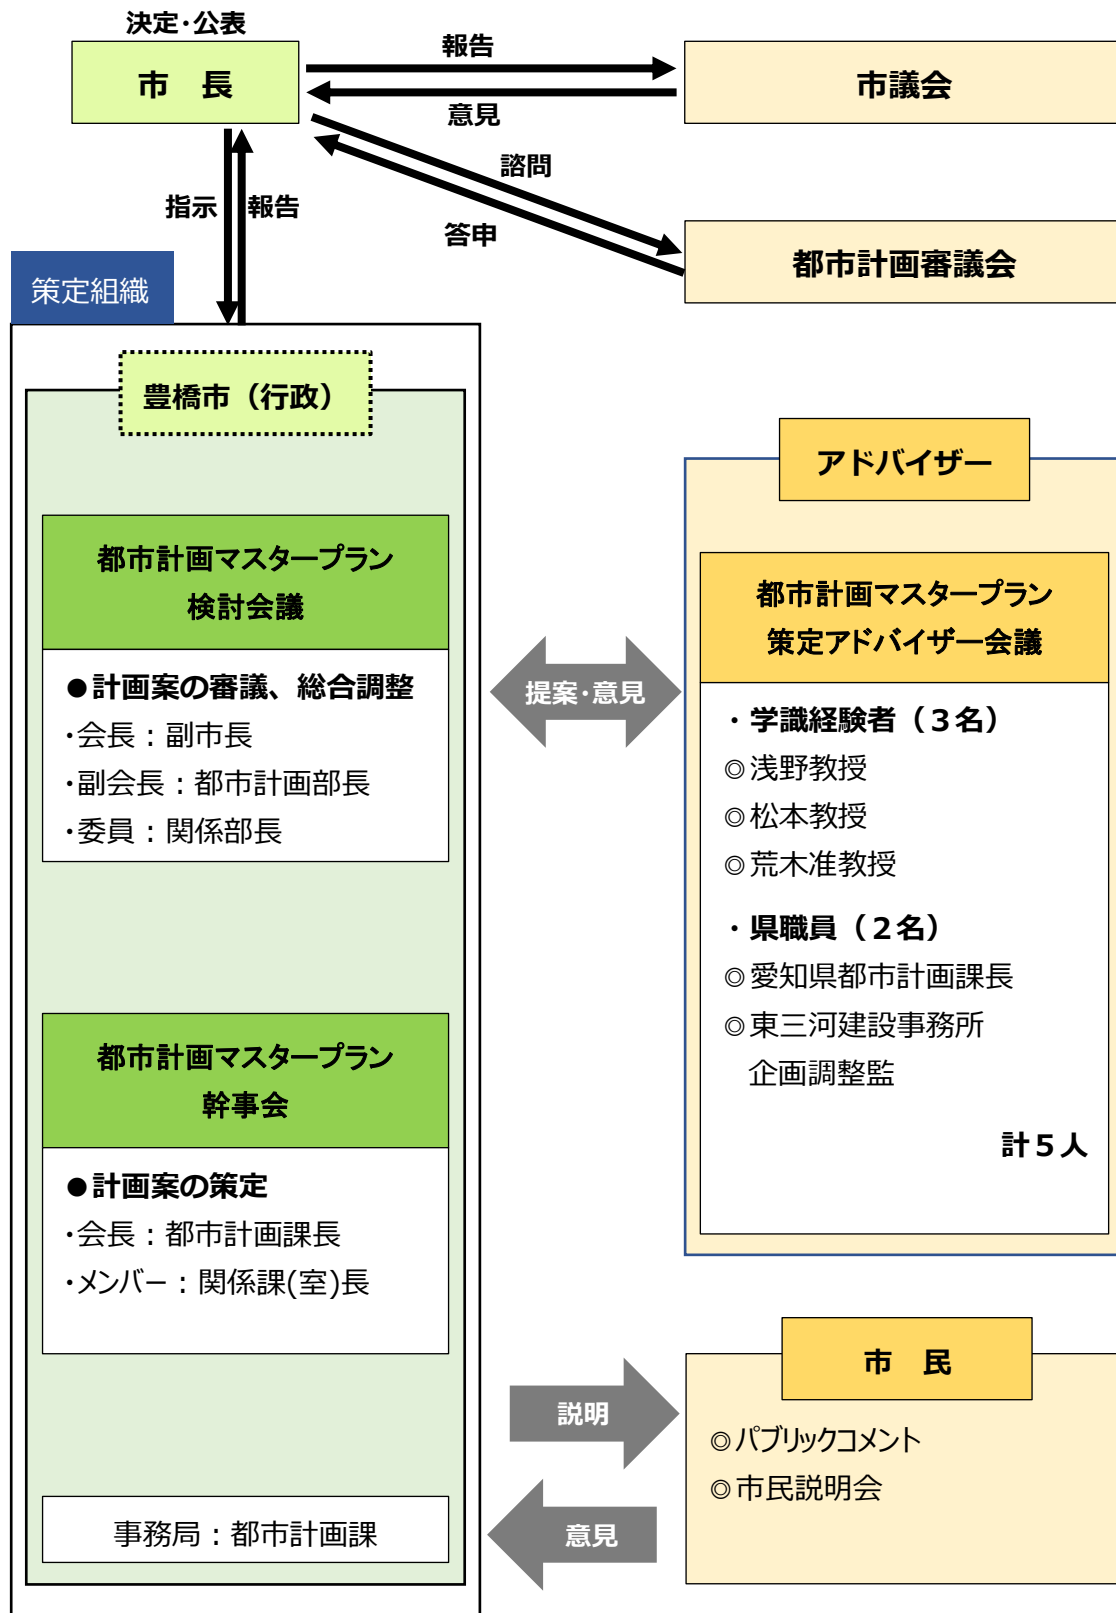 決定・公表
市　長
報告
意見
市議会
諮問
答申
都市計画審議会
指示
報告
策定組織
豊橋市（行政）
都市計画マスタープラン
検討会議
●計画案の審議、総合調整
・会長：副市長
・副会長：都市計画部長
・委員：関係部長
都市計画マスタープラン
幹事会
●計画案の策定
・会長：都市計画課長
・メンバー：関係課(室)長
事務局：都市計画課
提案・意見
アドバイザー
都市計画マスタープラン
策定アドバイザー会議
・学識経験者（３名）
◎浅野教授
◎松本教授
◎荒木准教授
・県職員（２名）
◎愛知県都市計画課長
◎東三河建設事務所
企画調整監
計５人
説明
意見
市　民
◎パブリックコメント
◎市民説明会